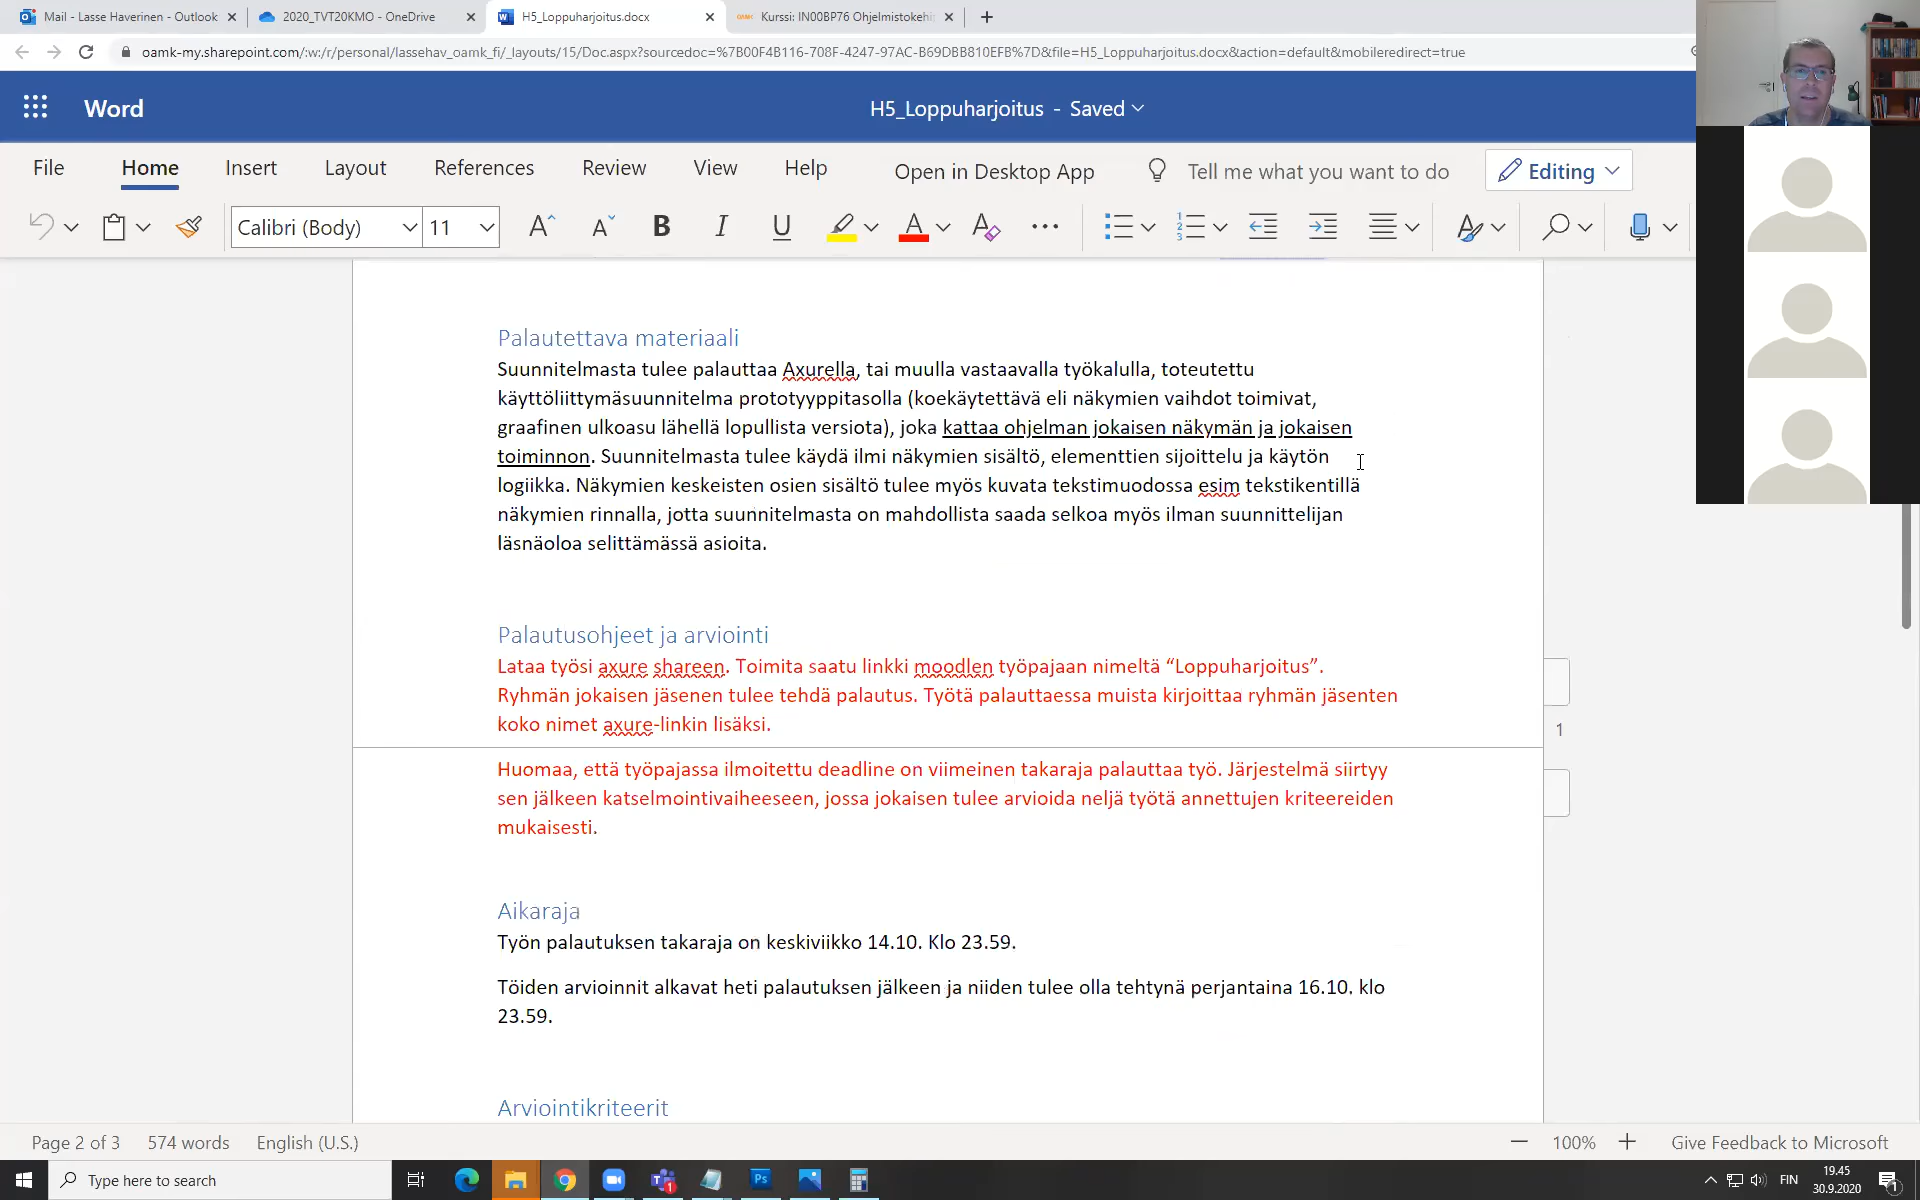 Mail - Lasse Haverinen - Outlook
2020_TVT20KMO - OneDrive
H5_Loppuharjoitus.docx
Kurssi: IN00BP76 Ohjelmistokehi
oamk-my.sharepoint.com/:w:/r/personal/lassehav_oamk_fi/_layouts/15/Doc.aspx?sourcedoc=%7B00F4B116-708F-4247-97AC-B69DBB810EFB%7D&file=H5_Loppuharjoitus.docx&action=default&mobileredirect=true
Word
H5_Loppuharjoitus - Saved
File Home Insert Layout References Review View Help Open in Desktop App Tell me what you want to do Editing
Calibri (Body) 11
Palautettava materiaali
Suunnitelmasta tulee palauttaa Axurella, tai muulla vastaavalla työkalulla, toteutettu
käyttöliittymäsuunnitelma prototyyppitasolla (koekäytettävä eli näkymien vaihdot toimivat,
graafinen ulkoasu lähellä lopullista versiota), joka kattaa ohjelman jokaisen näkymän ja jokaisen
toiminnon. Suunnitelmasta tulee käydä ilmi näkymien sisältö, elementtien sijoittelu ja käytön
logiikka. Näkymien keskeisten osien sisältö tulee myös kuvata tekstimuodossa esim tekstikentillä
näkymien rinnalla, jotta suunnitelmasta on mahdollista saada selkoa myös ilman suunnittelijan
läsnäoloa selittämässä asioita.
Palautusohjeet ja arviointi
Lataa työsi axure shareen. Toimita saatu linkki moodlen työpajaan nimeltä “Loppuharjoitus”.
Ryhmän jokaisen jäsenen tulee tehdä palautus. Työtä palauttaessa muista kirjoittaa ryhmän jäsenten
koko nimet axure-linkin lisäksi.
1
Huomaa, että työpajassa ilmoitettu deadline on viimeinen takaraja palauttaa työ. Järjestelmä siirtyy
sen jälkeen katselmointivaiheeseen, jossa jokaisen tulee arvioida neljä työtä annettujen kriteereiden
mukaisesti.
Aikaraja
Työn palautuksen takaraja on keskiviikko 14.10. Klo 23.59.
Töiden arvioinnit alkavat heti palautuksen jälkeen ja niiden tulee olla tehtynä perjantaina 16.10. klo
23.59.
Arviointikriteerit
Page 2 of 3 574 words English (U.S.) 100% Give Feedback to Microsoft
Type here to search
FIN
19.45
30.9.2020